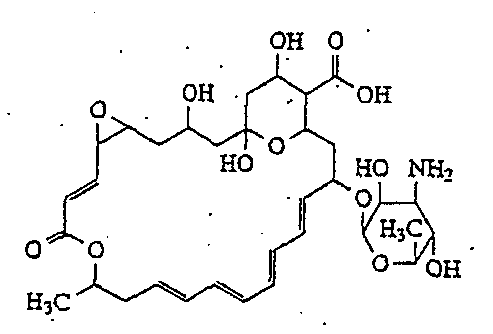 OH O
OH OH
O
HO O
HO NH₂
O
H₃C
O O OH
O
H₃C